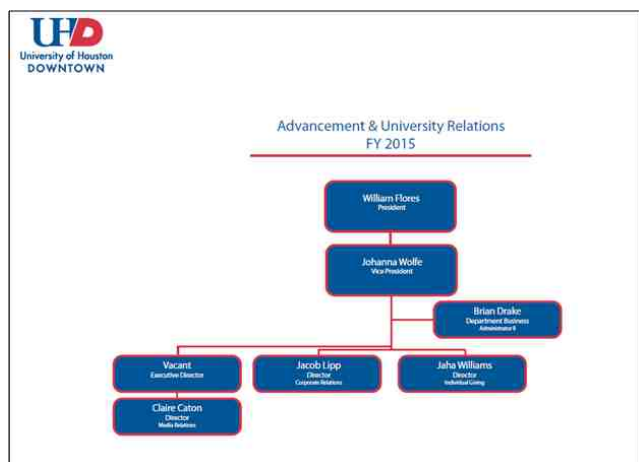 UHD
University of Houston
DOWNTOWN
Advancement & University Relations
FY 2015
William Flores
President
Johanna Wolfe
Vice President
Brian Drake
Department Business
Administrator II
Vacant
Executive Director
Jacob Lipp
Director
Corporate Relations
Jaha Williams
Director
Individual Giving
Claire Caton
Director
Media Relations